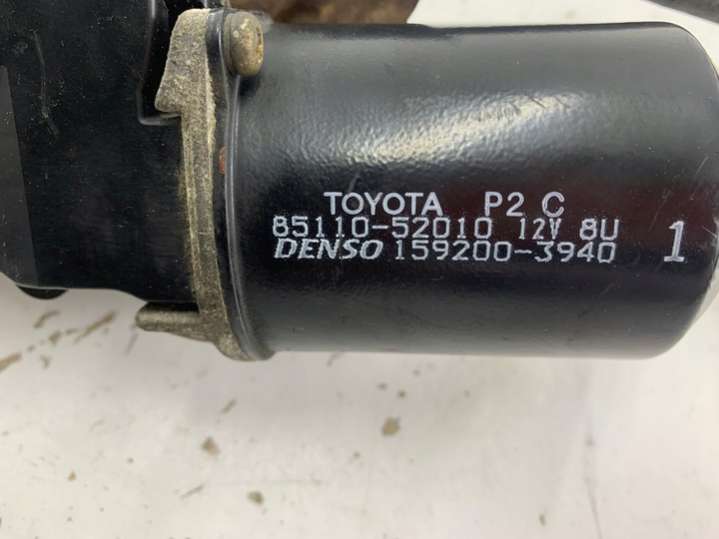 TOYOTA P2 C
85110-52010 12V 8U
DENSO 159200-3940 1